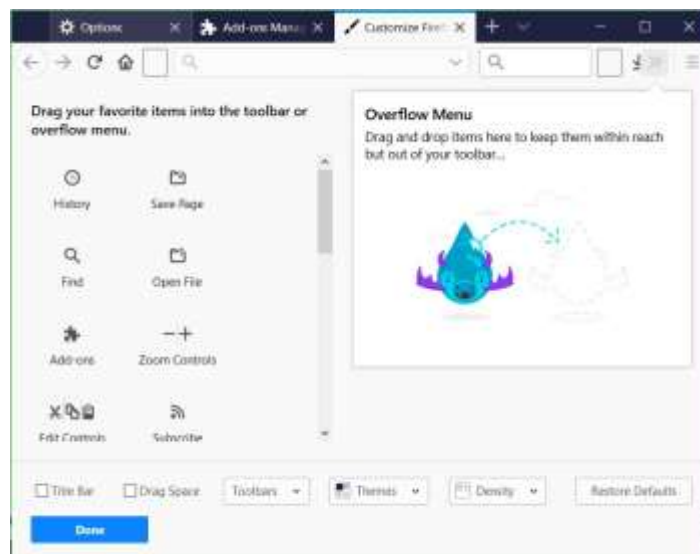 Options
Add-ons Mana
Customize Fire
Drag your favorite items into the toolbar or
overflow menu.
History
Save Page
Find
Open File
Add-ons
Zoom Controls
Edit Controls
Subscribe
Overflow Menu
Drag and drop items here to keep them within reach
but out of your toolbar...
Title Bar
Drag Space
Toolbars
Themes
Density
Restore Defaults
Done